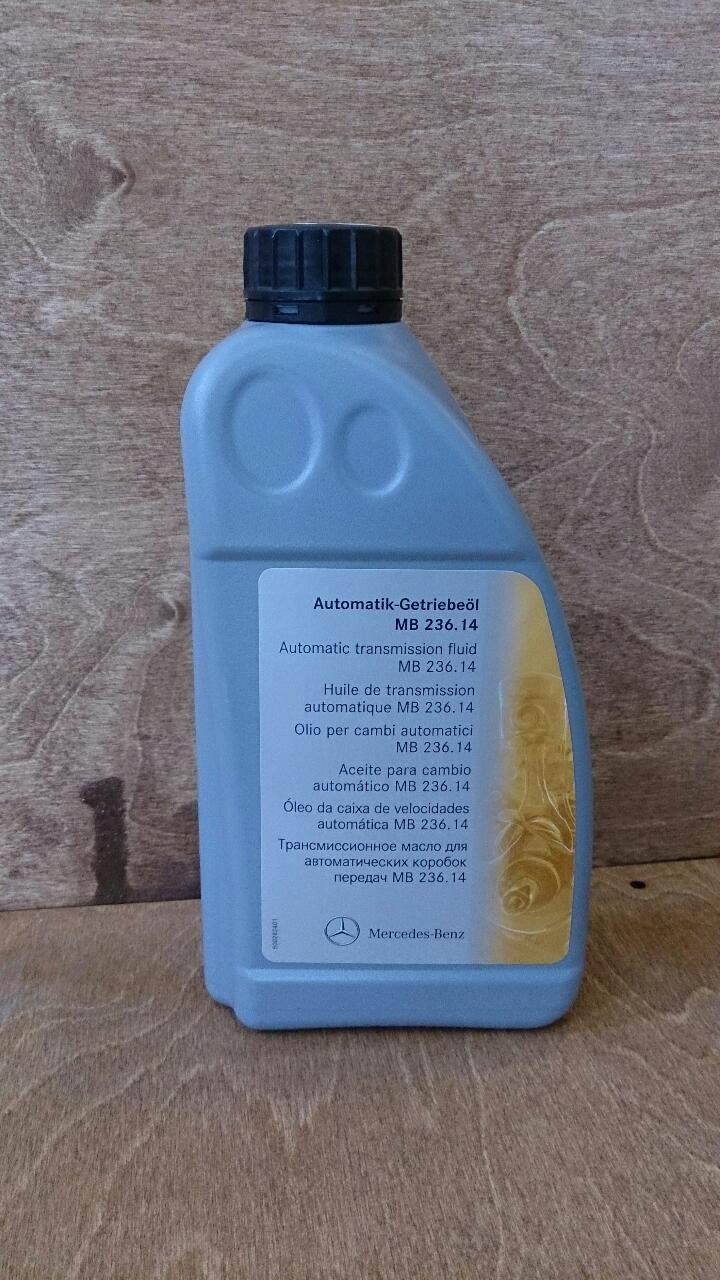 Automatik-Getriebeöl
MB 236.14
Automatic transmission fluid
MB 236.14
Huile de transmission
automatique MB 236.14
Olio per cambi automatici
MB 236.14
Aceite para cambio
automático MB 236.14
Óleo da caixa de velocidades
automática MB 236.14
Трансмиссионное масло для
автоматических коробок
передач MB 236.14
Mercedes-Benz